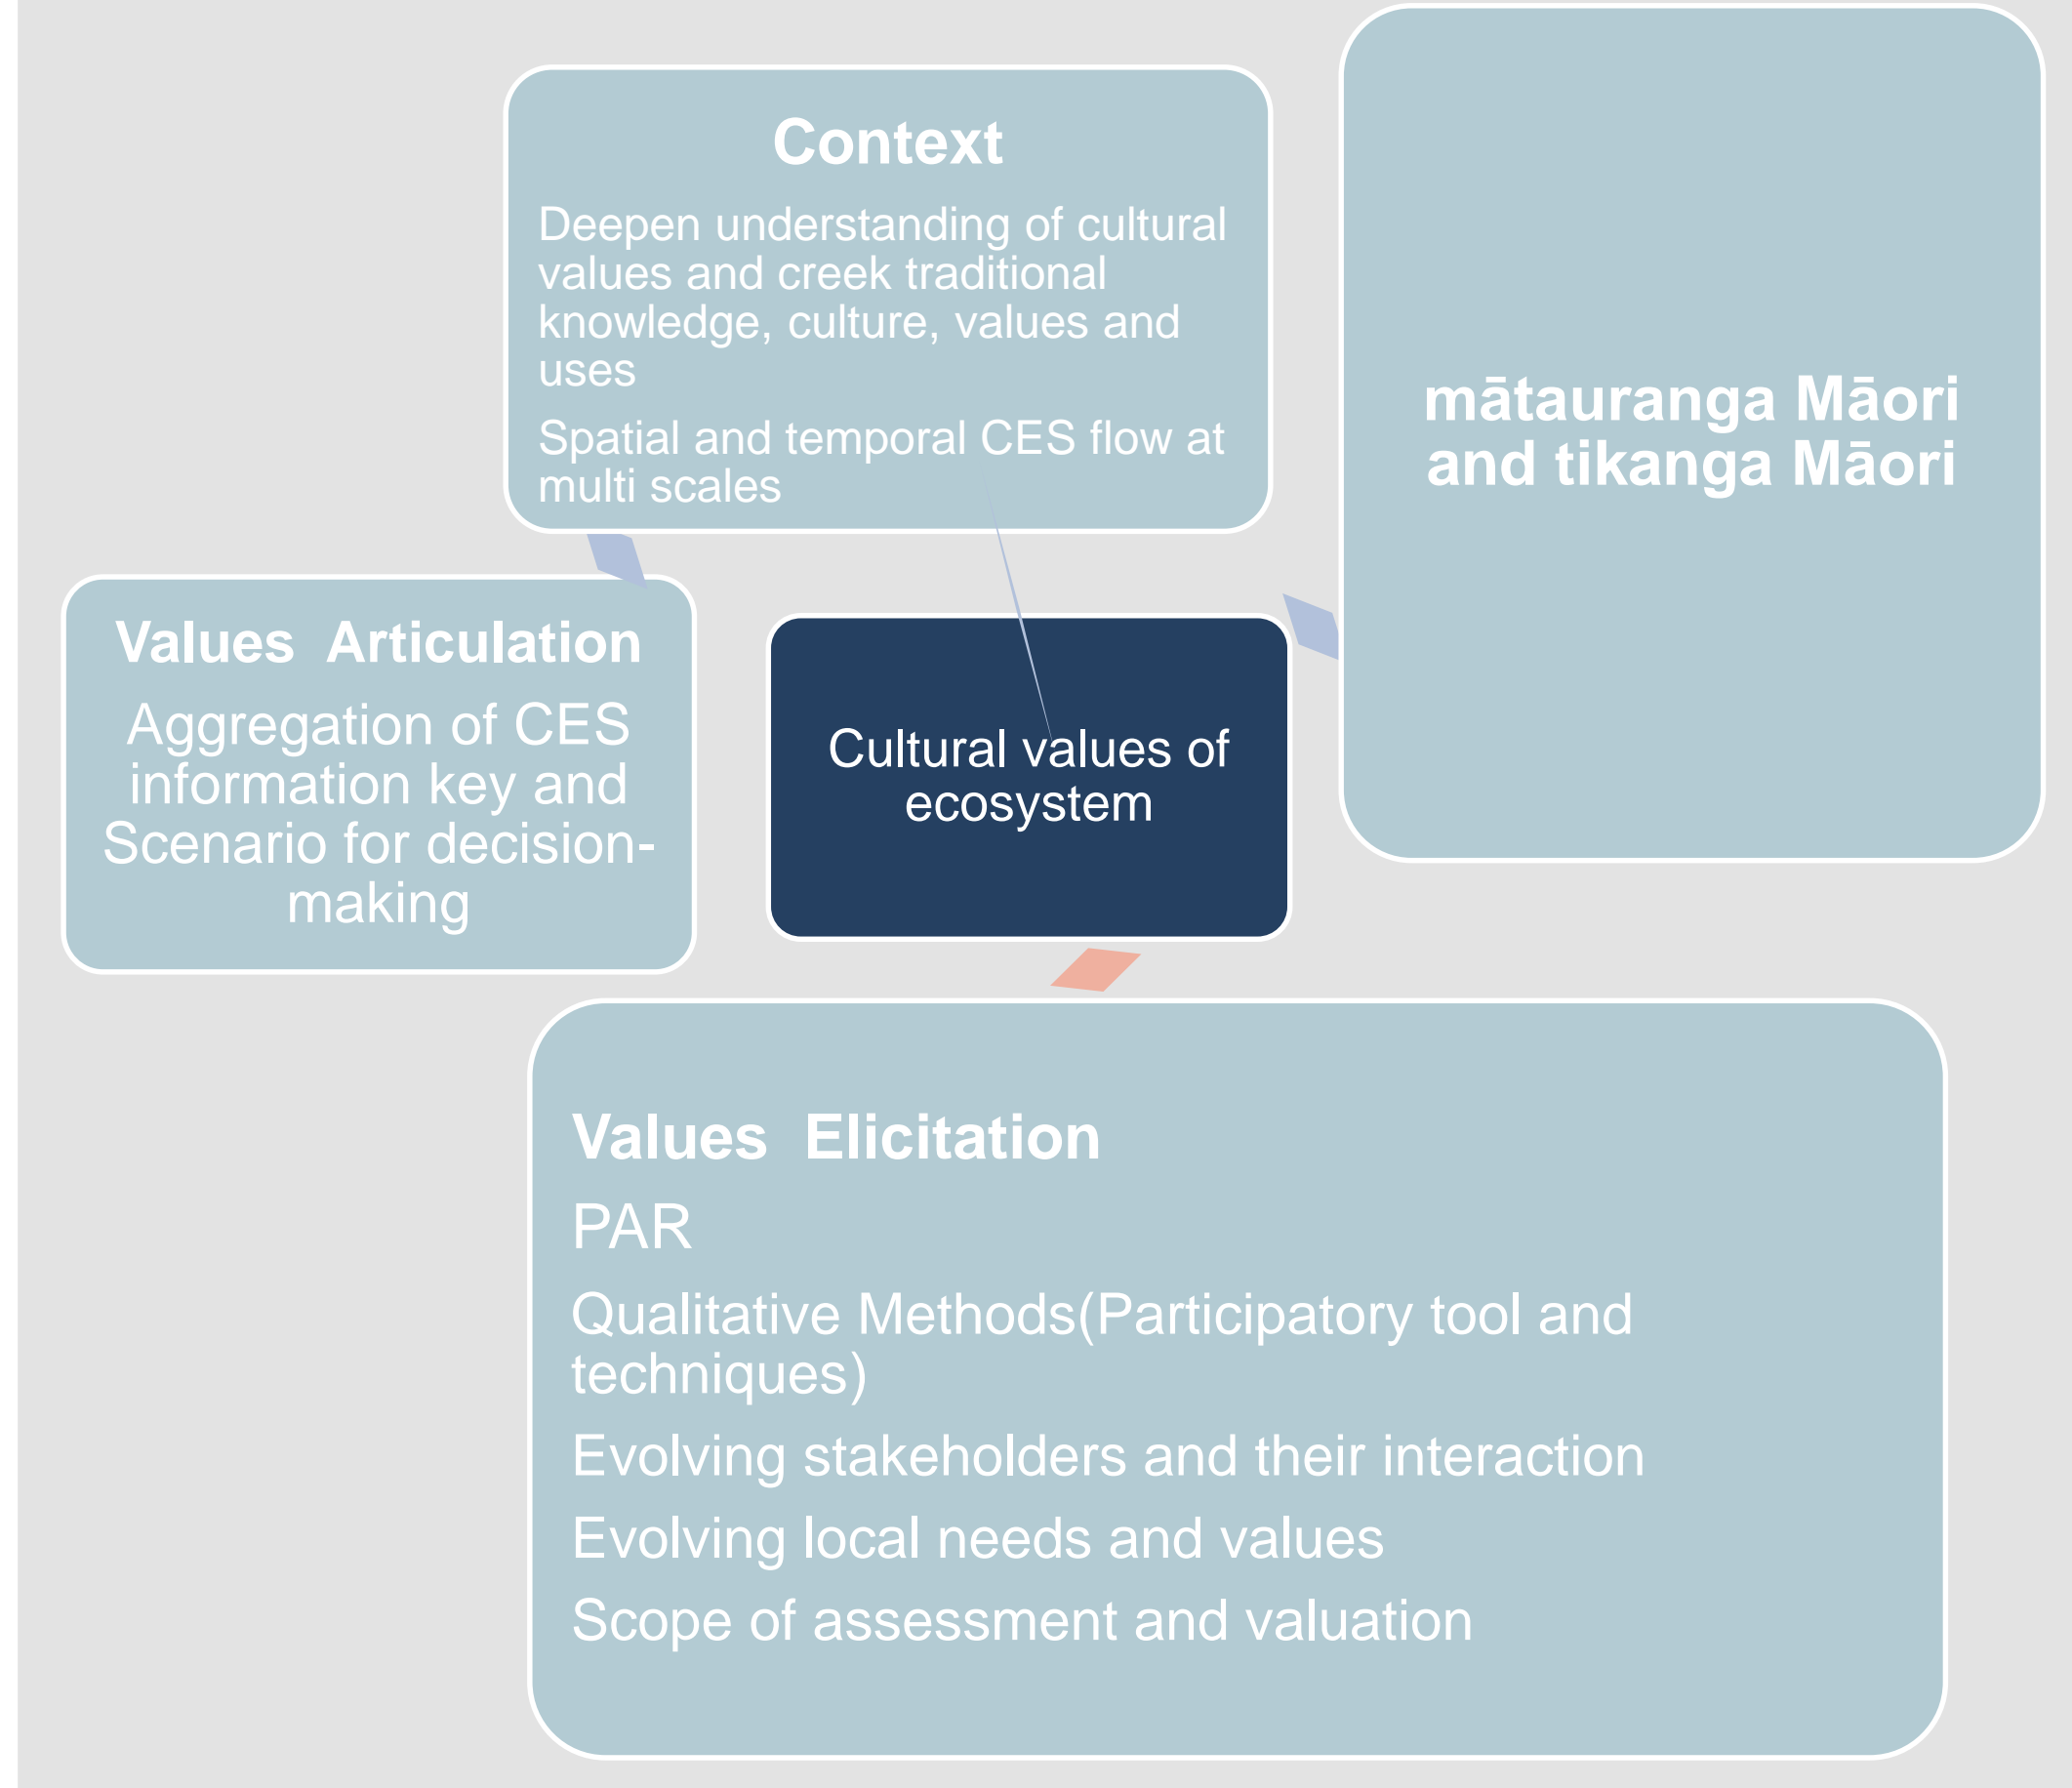 Context
Deepen understanding of cultural
values and creek traditional
knowledge, culture, values and
uses
Spatial and temporal CES flow at
multi scales
mātauranga Māori
and tikanga Māori
Values  Articulation
Aggregation of CES
information key and
Scenario for decision-
making
Cultural values of
ecosystem
Values  Elicitation
PAR
Qualitative Methods(Participatory tool and
techniques)
Evolving stakeholders and their interaction
Evolving local needs and values
Scope of assessment and valuation